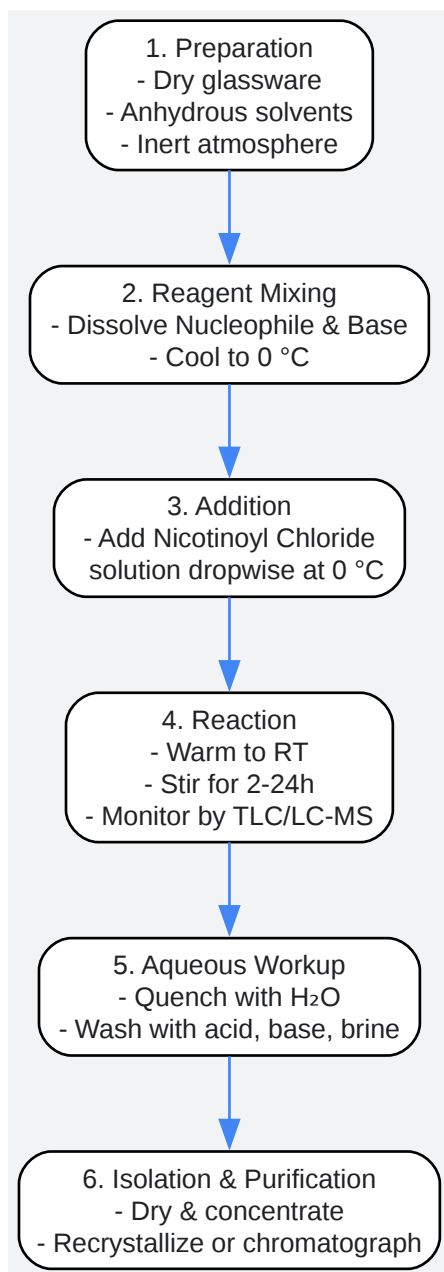 1. Preparation
- Dry glassware
- Anhydrous solvents
- Inert atmosphere
2. Reagent Mixing
- Dissolve Nucleophile & Base
- Cool to 0 °C
3. Addition
- Add Nicotinoyl Chloride
solution dropwise at 0 °C
4. Reaction
- Warm to RT
- Stir for 2-24h
- Monitor by TLC/LC-MS
5. Aqueous Workup
- Quench with H₂O
- Wash with acid, base, brine
6. Isolation & Purification
- Dry & concentrate
- Recrystallize or chromatograph